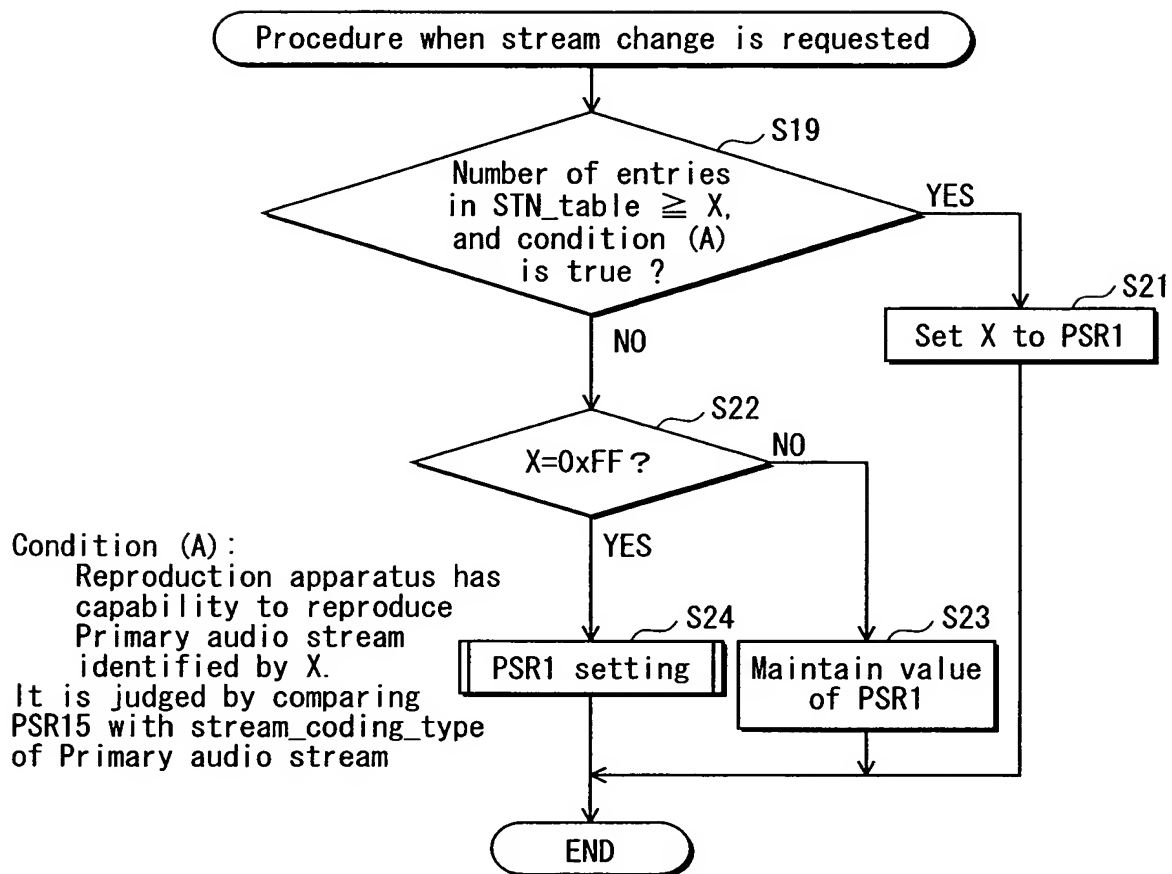 Procedure when stream change is requested
S19
Number of entries
in STN_table ≧ X,
and condition (A)
is true ?
YES
S21
Set X to PSR1
NO
S22
X=0xFF?
NO
YES
Condition (A):
Reproduction apparatus has
capability to reproduce
Primary audio stream
identified by X.
It is judged by comparing
PSR15 with stream_coding_type
of Primary audio stream
S24
PSR1 setting
S23
Maintain value
of PSR1
END